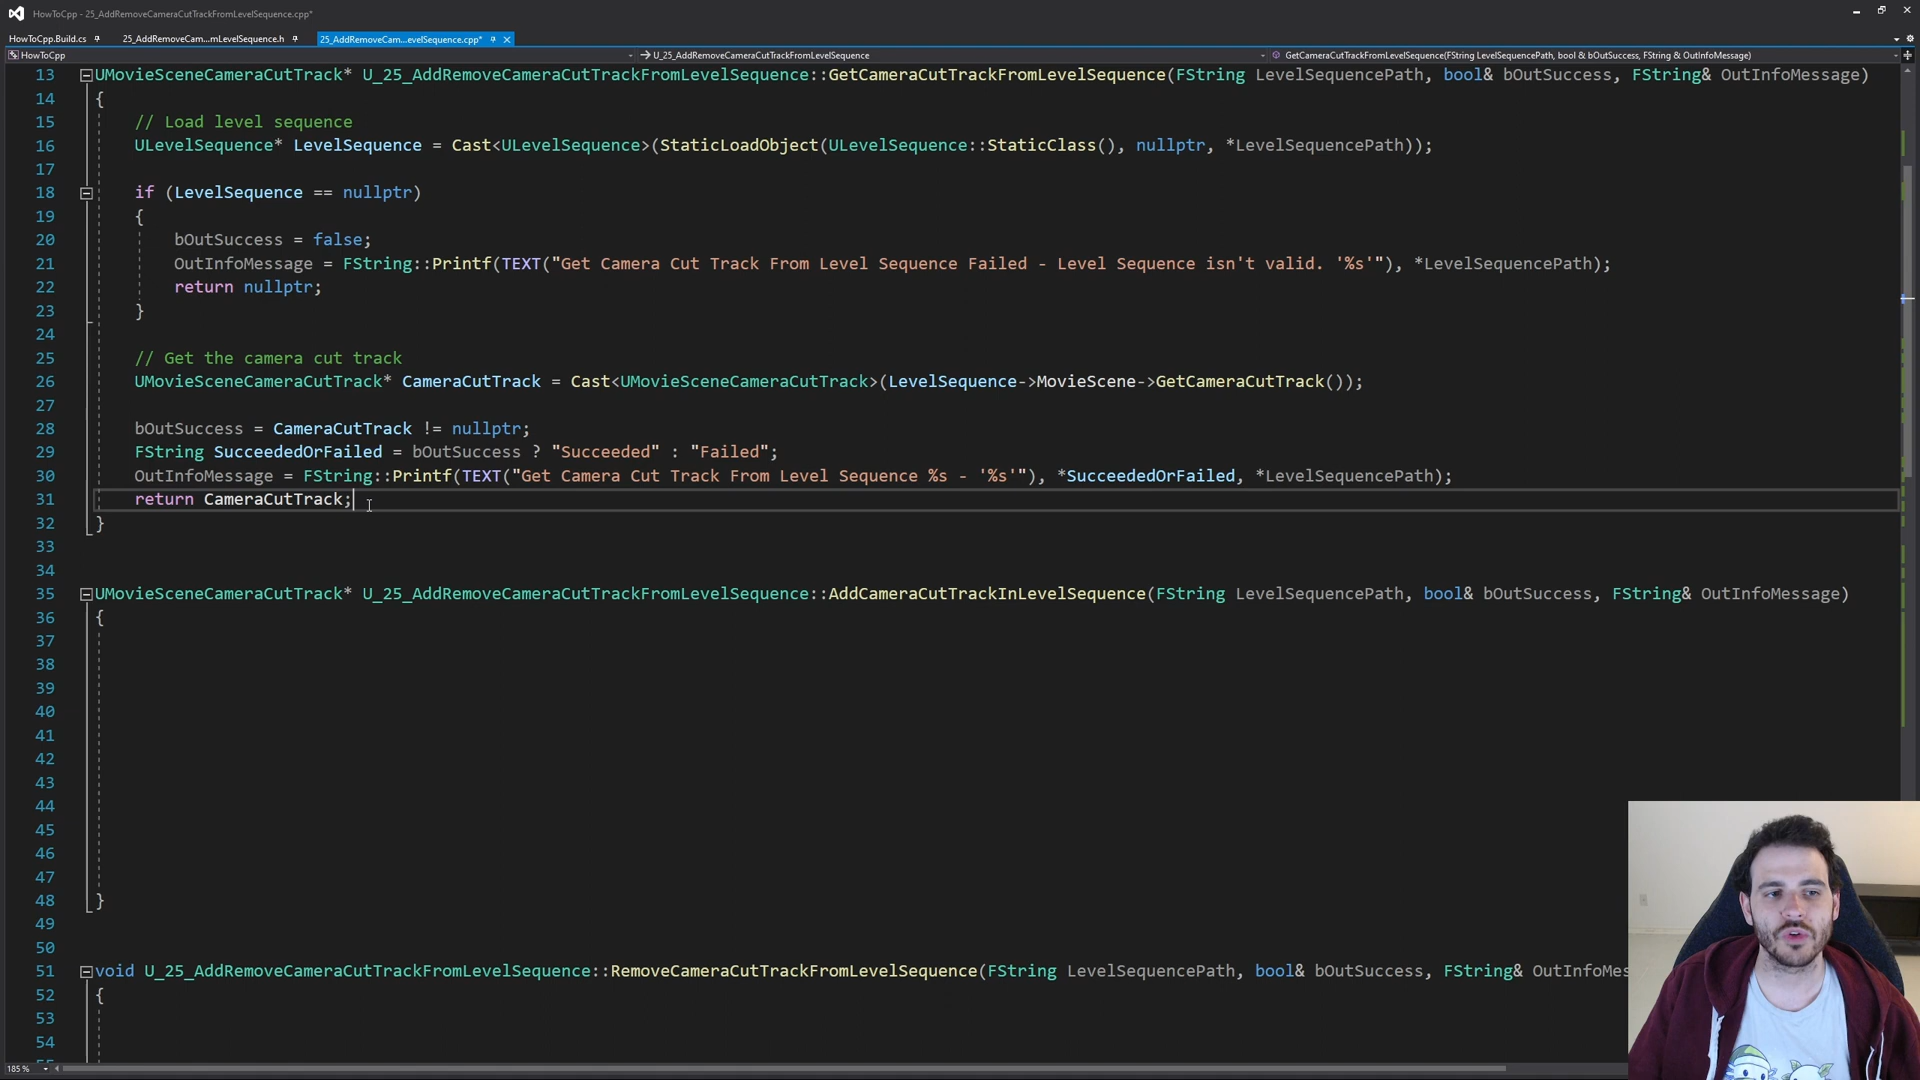 HowToCpp - 25_AddRemoveCameraCutTrackFromLevelSequence.cpp*
HowToCpp.Build.cs 25_AddRemoveCam...mLevelSequence.h 25_AddRemoveCam...evelSequence.cpp*
HowToCpp U_25_AddRemoveCameraCutTrackFromLevelSequence GetCameraCutTrackFromLevelSequence(FString LevelSequencePath, bool & bOutSuccess, FString & OutInfoMessage)
13 UMovieSceneCameraCutTrack* U_25_AddRemoveCameraCutTrackFromLevelSequence::GetCameraCutTrackFromLevelSequence(FString LevelSequencePath, bool& bOutSuccess, FString& OutInfoMessage)
14 {
15 // Load level sequence
16 ULevelSequence* LevelSequence = Cast<ULevelSequence>(StaticLoadObject(ULevelSequence::StaticClass(), nullptr, *LevelSequencePath));
17
18 if (LevelSequence == nullptr)
19 {
20 bOutSuccess = false;
21 OutInfoMessage = FString::Printf(TEXT("Get Camera Cut Track From Level Sequence Failed - Level Sequence isn't valid. '%s'"), *LevelSequencePath);
22 return nullptr;
23 }
24
25 // Get the camera cut track
26 UMovieSceneCameraCutTrack* CameraCutTrack = Cast<UMovieSceneCameraCutTrack>(LevelSequence->MovieScene->GetCameraCutTrack());
27
28 bOutSuccess = CameraCutTrack != nullptr;
29 FString SucceededOrFailed = bOutSuccess ? "Succeeded" : "Failed";
30 OutInfoMessage = FString::Printf(TEXT("Get Camera Cut Track From Level Sequence %s - '%s'"), *SucceededOrFailed, *LevelSequencePath);
31 return CameraCutTrack;
32 }
33
34
35 UMovieSceneCameraCutTrack* U_25_AddRemoveCameraCutTrackFromLevelSequence::AddCameraCutTrackInLevelSequence(FString LevelSequencePath, bool& bOutSuccess, FString& OutInfoMessage)
36 {
37
38
39
40
41
42
43
44
45
46
47
48 }
49
50
51 void U_25_AddRemoveCameraCutTrackFromLevelSequence::RemoveCameraCutTrackFromLevelSequence(FString LevelSequencePath, bool& bOutSuccess, FString& OutInfoMes
52 {
53
54
185 %